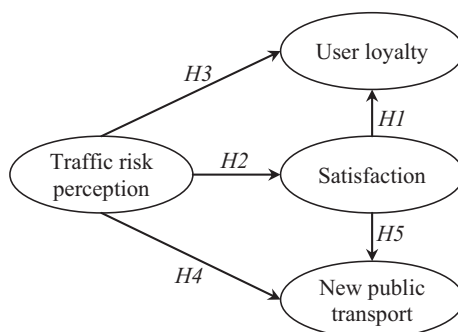 User loyalty
H3
H1
Traffic risk
perception
H2
Satisfaction
H5
H4
New public
transport